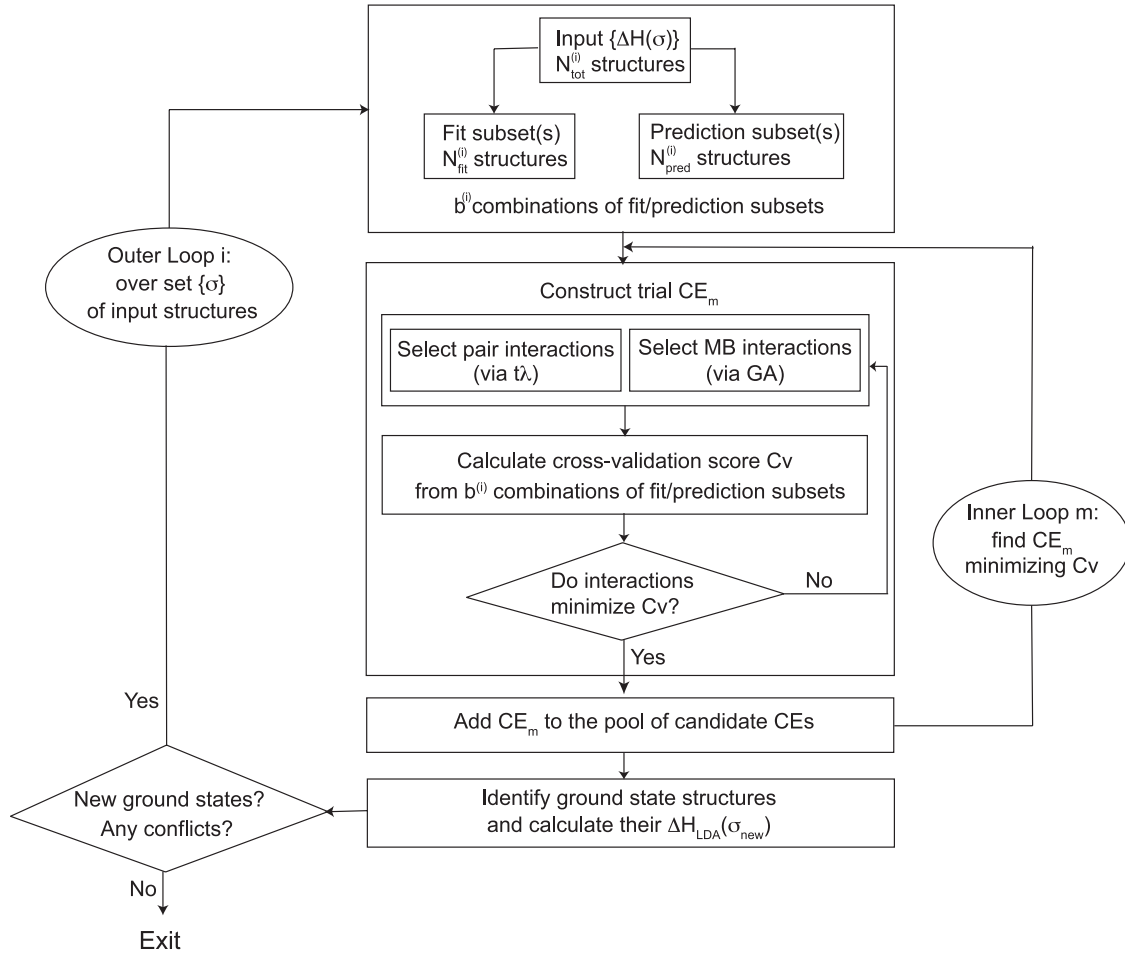 Input {ΔH(σ)}
N_tot^(i) structures
Fit subset(s)
N_fit^(i) structures
Prediction subset(s)
N_pred^(i) structures
b^(i) combinations of fit/prediction subsets
Outer Loop i:
over set {σ}
of input structures
Construct trial CE_m
Select pair interactions
(via tλ)
Select MB interactions
(via GA)
Calculate cross-validation score Cv
from b^(i) combinations of fit/prediction subsets
Do interactions
minimize Cv?
No
Yes
Inner Loop m:
find CE_m
minimizing Cv
Add CE_m to the pool of candidate CEs
Identify ground state structures
and calculate their ΔH_LDA(σ_new)
Yes
New ground states?
Any conflicts?
No
Exit